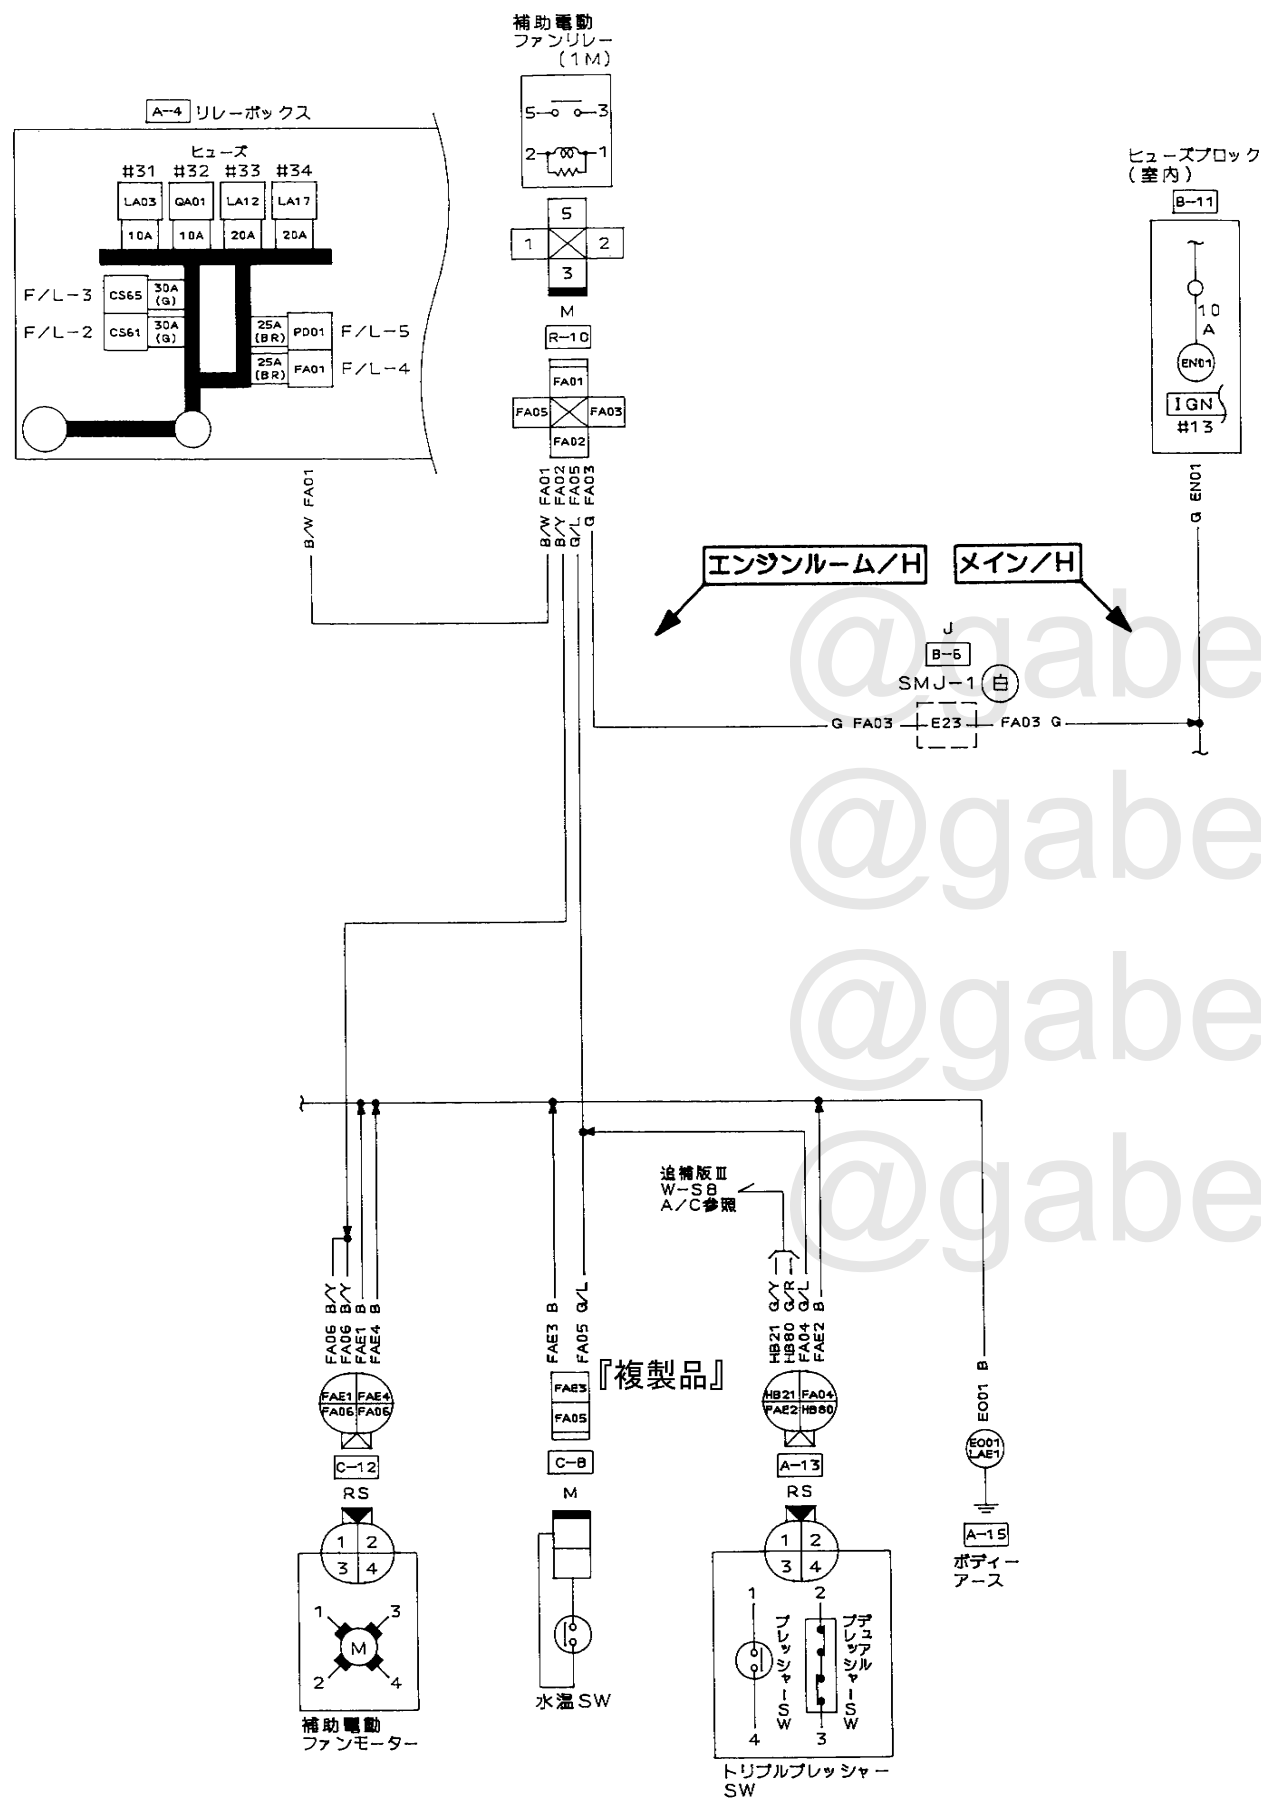 補助電動
ファンリレー
(1M)
5 3
2 1
A-4 リレーボックス
ヒューズ
#31 #32 #33 #34
LA03 QA01 LA12 LA17
10A 10A 20A 20A
F/L-3 CS65 30A (G)
F/L-2 CS61 30A (G)
25A (BR) PD01 F/L-5
25A (BR) FA01 F/L-4
5
1 2
3
M
R-10
FA01
FA05 FA03
FA02
B/W FA01
B/W FA01
B/Y FA02
G/L FA05
G FA03
ヒューズブロック
(室内)
B-11
10
A
EN01
IGN
#13
G EN01
エンジンルーム/H メイン/H
J
B-6
SMJ-1 白
G FA03 E23 FA03 G
@gabe
@gabe
@gabe
@gabe
追補版Ⅲ
W-S8
A/C参照
FA06 B/Y
FA06 B/Y
FAE1 B
FAE4 B
FAE1 FAE4
FA06 FA06
C-12
RS
1 2
3 4
1 3
M
2 4
補助電動
ファンモーター
FAE3 B
FA05 G/L
『複製品』
FAE3
FA05
C-8
M
水温SW
HB21 G/Y
HB80 G/R
FA04 G/L
FAE2 B
HB21 FA04
FAE2 HB80
A-13
RS
1 2
3 4
1 2
プレッシャーSW
デュアル
プレッシャーSW
4 3
トリプルプレッシャー
SW
EO01 B
EO01
LAE1
A-15
ボディー
アース